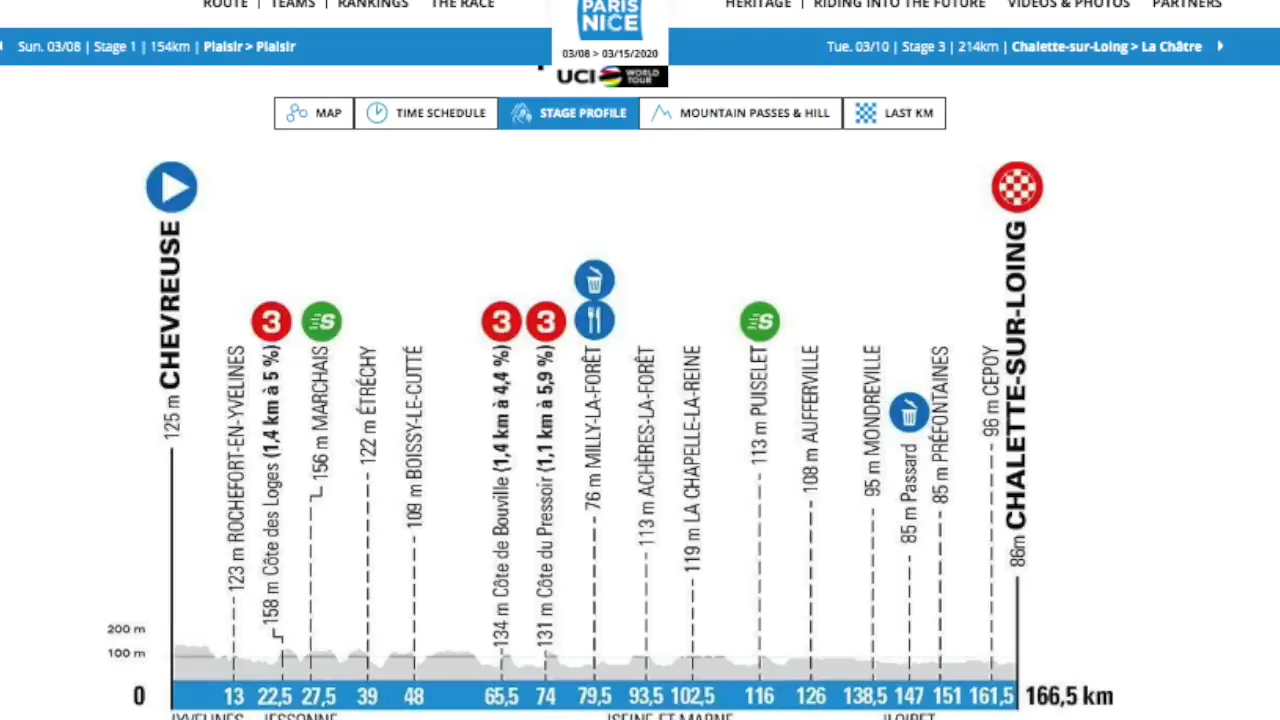 ROUTE | TEAMS | RANKINGS THE RACE
PARIS
NICE
HERITAGE | RIDING INTO THE FUTURE VIDEOS & PHOTOS PARTNERS
Sun. 03/08 | Stage 1 | 154km | Plaisir > Plaisir
03/08 > 03/15/2020
Tue. 03/10 | Stage 3 | 214km | Chalette-sur-Loing > La Châtre
UCI WORLD
TOUR
MAP
TIME SCHEDULE
STAGE PROFILE
MOUNTAIN PASSES & HILL
LAST KM
125 m CHEVREUSE
123 m ROCHEFORT-EN-YVELINES
3
158 m Côte des Loges (1,4 km à 5 %)
S
156 m MARCHAIS
122 m ÉTRÉCHY
109 m BOISSY-LE-CUTTÉ
3
134 m Côte de Bouville (1,4 km à 4,4 %)
3
131 m Côte du Pressoir (1,1 km à 5,9 %)
76 m MILLY-LA-FORÊT
113 m ACHÈRES-LA-FORÊT
119 m LA CHAPELLE-LA-REINE
S
113 m PUISELET
108 m AUFFERVILLE
95 m MONDREVILLE
85 m Passard
85 m PRÉFONTAINES
96 m CEPOY
86m CHALETTE-SUR-LOING
200 m
100 m
0 13 22,5 27,5 39 48 65,5 74 79,5 93,5 102,5 116 126 138,5 147 151 161,5 166,5 km
YVELINES ESSONNE SEINE-ET-MARNE LOIRET